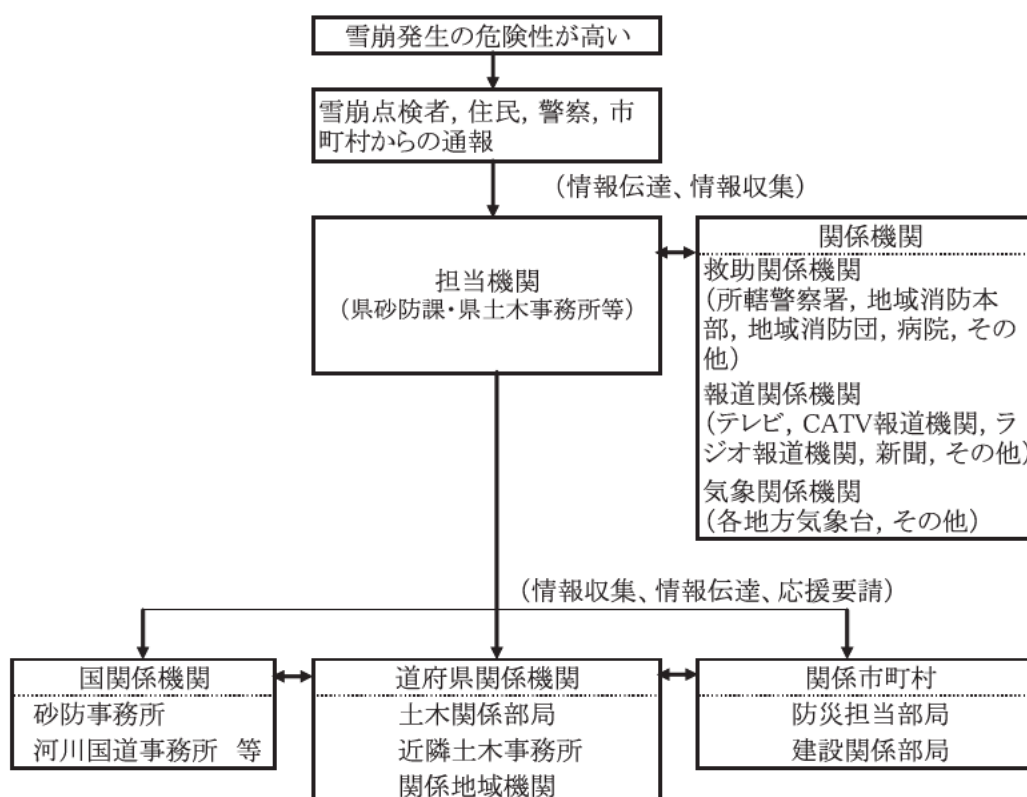 雪崩発生の危険性が高い
雪崩点検者, 住民, 警察, 市
町村からの通報
(情報伝達、情報収集)
担当機関
(県砂防課・県土木事務所等)
関係機関
救助関係機関
(所轄警察署, 地域消防本
部, 地域消防団, 病院, その
他)
報道関係機関
(テレビ, CATV報道機関, ラ
ジオ報道機関, 新聞, その他)
気象関係機関
(各地方気象台, その他)
(情報収集、情報伝達、応援要請)
国関係機関
砂防事務所
河川国道事務所 等
道府県関係機関
土木関係部局
近隣土木事務所
関係地域機関
関係市町村
防災担当部局
建設関係部局